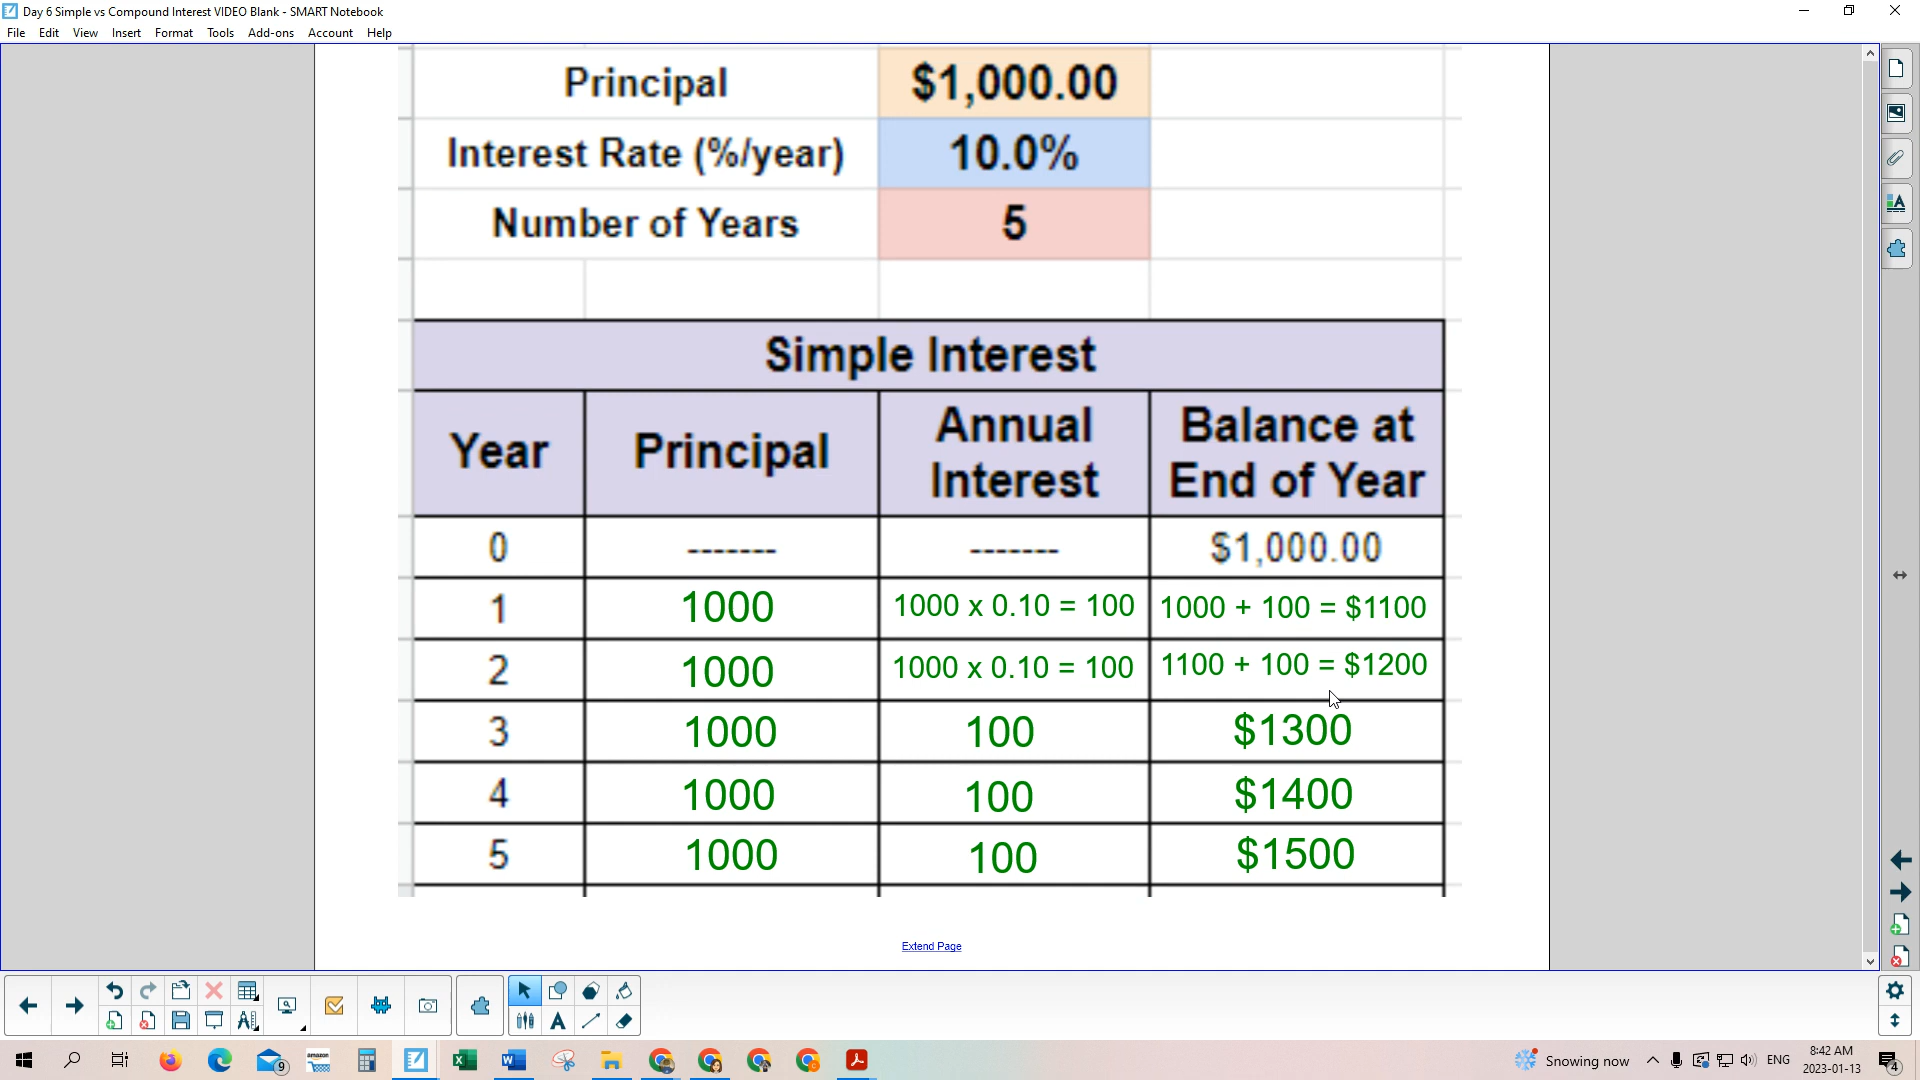 Day 6 Simple vs Compound Interest VIDEO Blank - SMART Notebook
File Edit View Insert Format Tools Add-ons Account Help
Principal $1,000.00
Interest Rate (%/year) 10.0%
Number of Years 5
Simple Interest
Year Principal Annual Interest Balance at End of Year
0 ------- ------- $1,000.00
1 1000 1000 x 0.10 = 100 1000 + 100 = $1100
2 1000 1000 x 0.10 = 100 1100 + 100 = $1200
3 1000 100 $1300
4 1000 100 $1400
5 1000 100 $1500
Extend Page
9 amazon Snowing now ENG 8:42 AM
2023-01-13 4